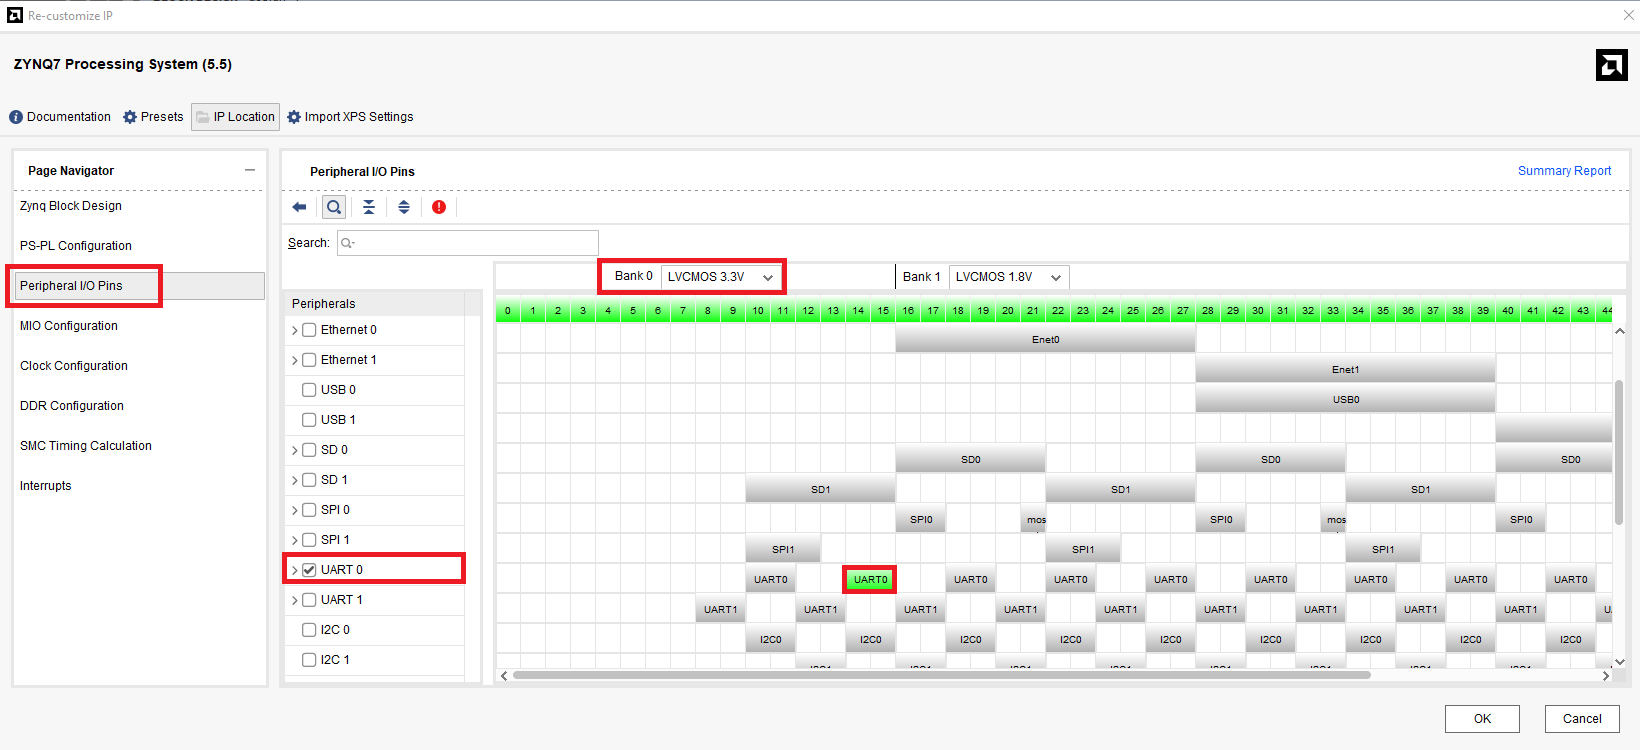 Re-customize IP
ZYNQ7 Processing System (5.5)
Documentation Presets IP Location Import XPS Settings
Page Navigator
Zynq Block Design
PS-PL Configuration
Peripheral I/O Pins
MIO Configuration
Clock Configuration
DDR Configuration
SMC Timing Calculation
Interrupts
Peripheral I/O Pins Summary Report
Search:
Bank 0 LVCMOS 3.3V Bank 1 LVCMOS 1.8V
Peripherals 0 1 2 3 4 5 6 7 8 9 10 11 12 13 14 15 16 17 18 19 20 21 22 23 24 25 26 27 28 29 30 31 32 33 34 35 36 37 38 39 40 41 42 43 44
Ethernet 0 Enet0
Ethernet 1 Enet1
USB 0 USB0
USB 1
SD 0 SD0 SD0 SD0
SD 1 SD1 SD1 SD1
SPI 0 SPI0 mos SPI0 mos SPI0
SPI 1 SPI1 SPI1 SPI1
UART 0 UART0 UART0 UART0 UART0 UART0 UART0 UART0 UART0 UART0
UART 1 UART1 UART1 UART1 UART1 UART1 UART1 UART1 UART1 UART1 U
I2C 0 I2C0 I2C0 I2C0 I2C0 I2C0 I2C0 I2C0 I2C0 I2C0
I2C 1
OK Cancel